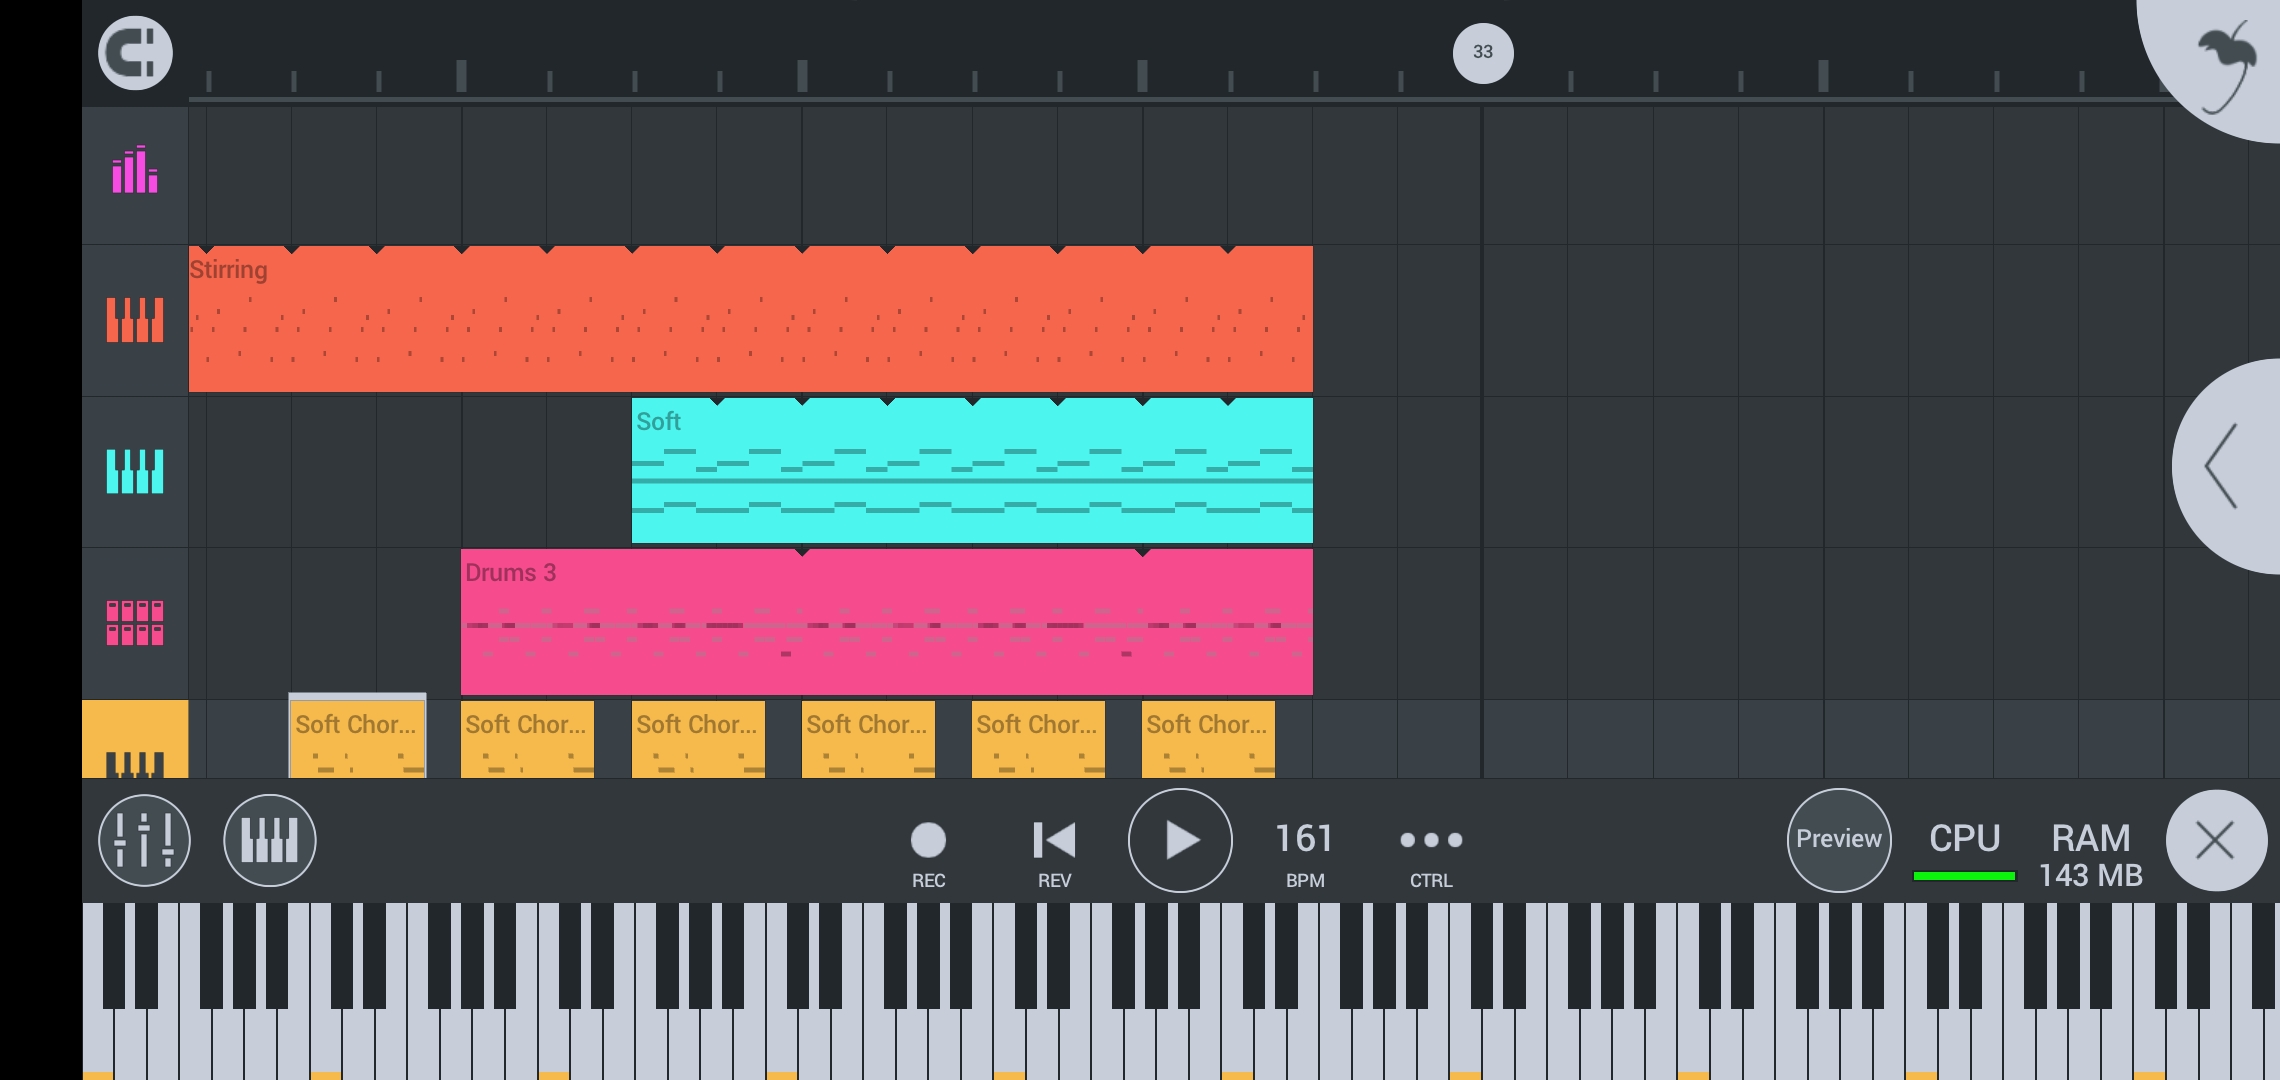 33
Stirring
Soft
Drums 3
Soft Chor...
Soft Chor...
Soft Chor...
Soft Chor...
Soft Chor...
Soft Chor...
REC
REV
161
BPM
CTRL
Preview
CPU
RAM
143 MB